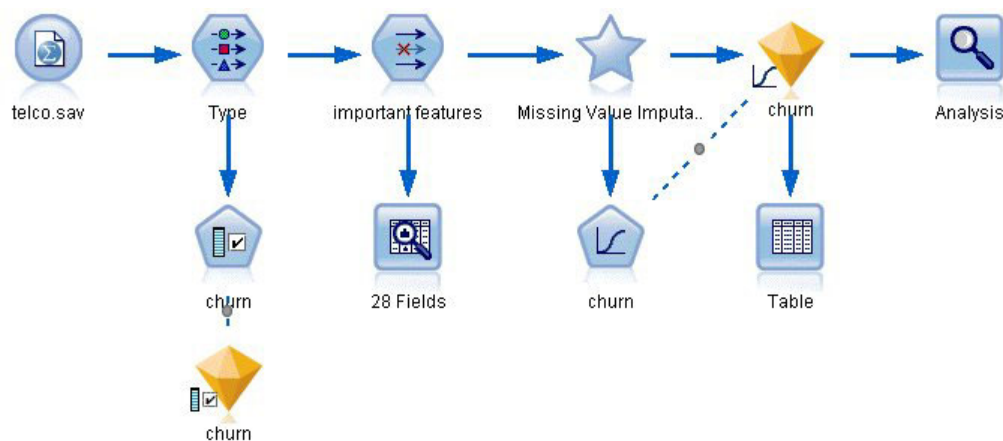 telco.sav
Type
important features
Missing Value Imputa..
churn
Analysis
churn
28 Fields
churn
Table
churn